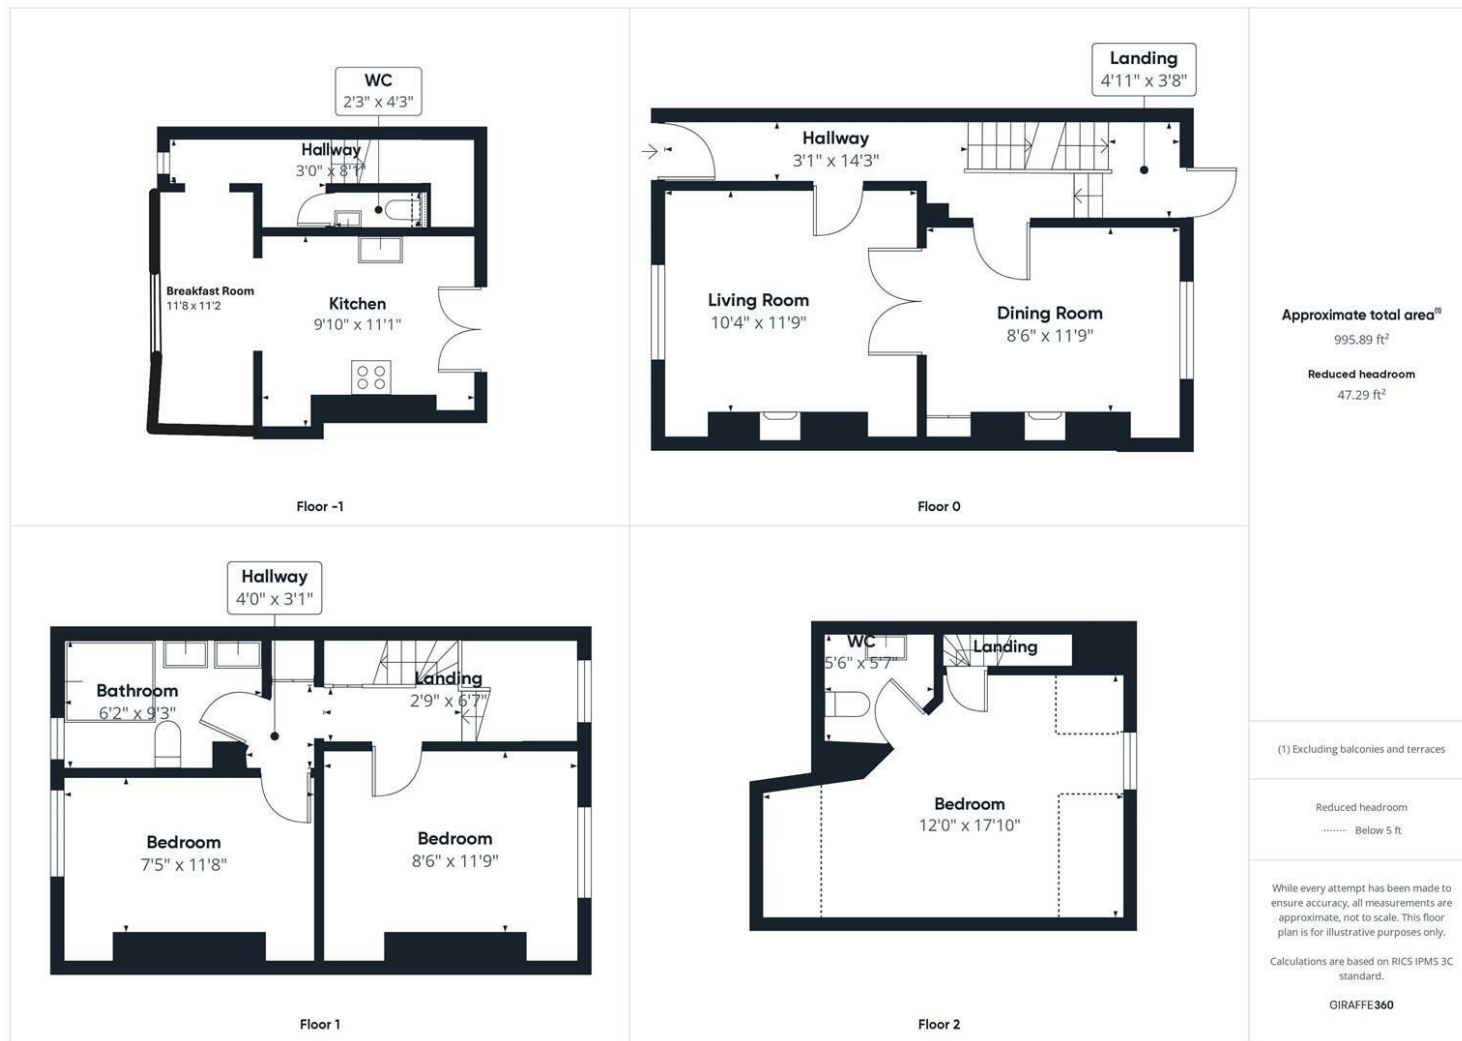 WC
2'3" x 4'3"
Hallway
3'0" x 8'1"
Breakfast Room
11'8 x 11'2
Kitchen
9'10" x 11'1"
Floor -1
Landing
4'11" x 3'8"
Hallway
3'1" x 14'3"
Living Room
10'4" x 11'9"
Dining Room
8'6" x 11'9"
Floor 0
Hallway
4'0" x 3'1"
Bathroom
6'2" x 9'3"
Landing
2'9" x 6'7"
Bedroom
7'5" x 11'8"
Bedroom
8'6" x 11'9"
Floor 1
WC
5'6" x 5'7"
Landing
Bedroom
12'0" x 17'10"
Floor 2
Approximate total area(1)
995.89 ft²
Reduced headroom
47.29 ft²
(1) Excluding balconies and terraces
Reduced headroom
Below 5 ft
While every attempt has been made to
ensure accuracy, all measurements are
approximate, not to scale. This floor
plan is for illustrative purposes only.
Calculations are based on RICS IPMS 3C
standard.
GIRAFFE360